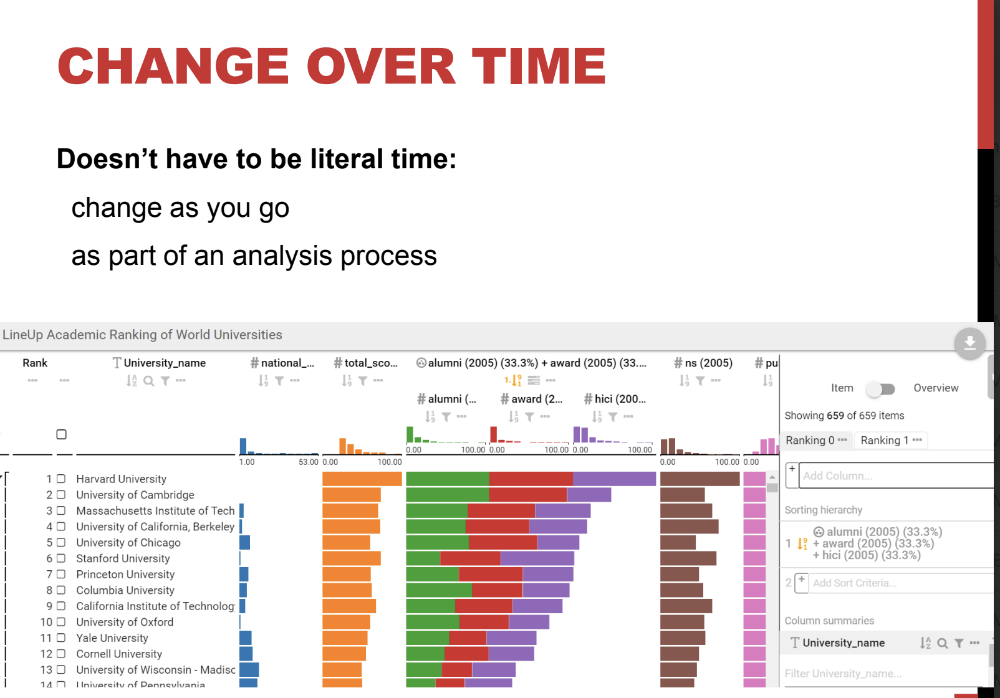 CHANGE OVER TIME
Doesn’t have to be literal time:
change as you go
as part of an analysis process
LineUp Academic Ranking of World Universities
Rank
University_name
# national_...
# total_sco...
alumni (2005) (33.3%) + award (2005) (33....
# ns (2005)
# pu
# alumni (...
# award (2...
# hici (200...
Item Overview
Showing 659 of 659 items
Ranking 0 Ranking 1
0.00 100.00 0.00 100.00 0.00 100.00
1.00 53.00 0.00 100.00 0.00 100.00 0.00
+ Add Column...
1 Harvard University
2 University of Cambridge
3 Massachusetts Institute of Tech
4 University of California, Berkeley
5 University of Chicago
6 Stanford University
7 Princeton University
8 Columbia University
9 California Institute of Technolog
10 University of Oxford
11 Yale University
12 Cornell University
13 University of Wisconsin - Madisc
14 University of Pennsylvania
Sorting hierarchy
1 alumni (2005) (33.3%)
+ award (2005) (33.3%)
+ hici (2005) (33.3%)
2 + Add Sort Criteria...
Column summaries
University_name
Filter University_name...